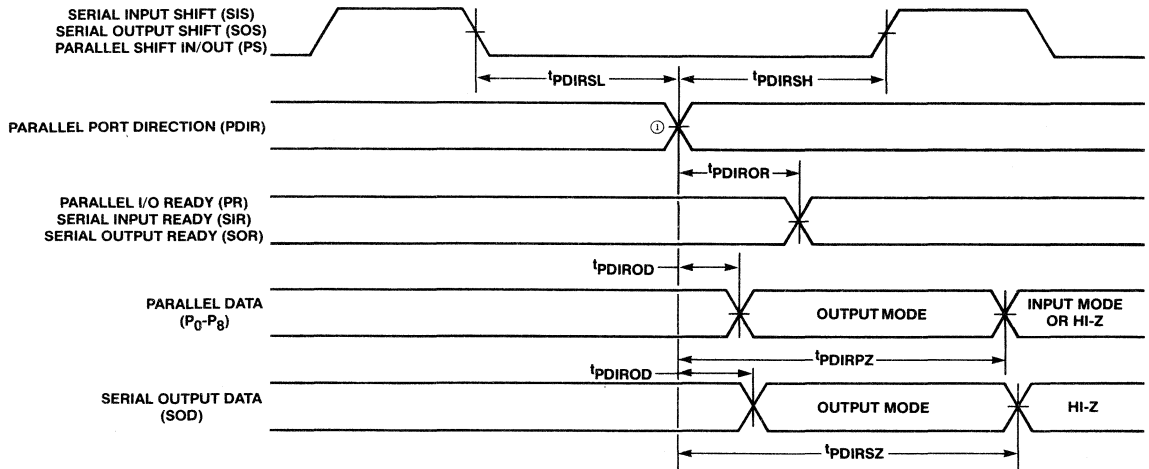 SERIAL INPUT SHIFT (SIS)
SERIAL OUTPUT SHIFT (SOS)
PARALLEL SHIFT IN/OUT (PS)
tPDIRSL
tPDIRSH
PARALLEL PORT DIRECTION (PDIR)
①
tPDIROR
PARALLEL I/O READY (PR)
SERIAL INPUT READY (SIR)
SERIAL OUTPUT READY (SOR)
tPDIROD
PARALLEL DATA
(P0-P8)
OUTPUT MODE
INPUT MODE
OR HI-Z
tPDIRPZ
tPDIROD
SERIAL OUTPUT DATA
(SOD)
OUTPUT MODE
HI-Z
tPDIRSZ